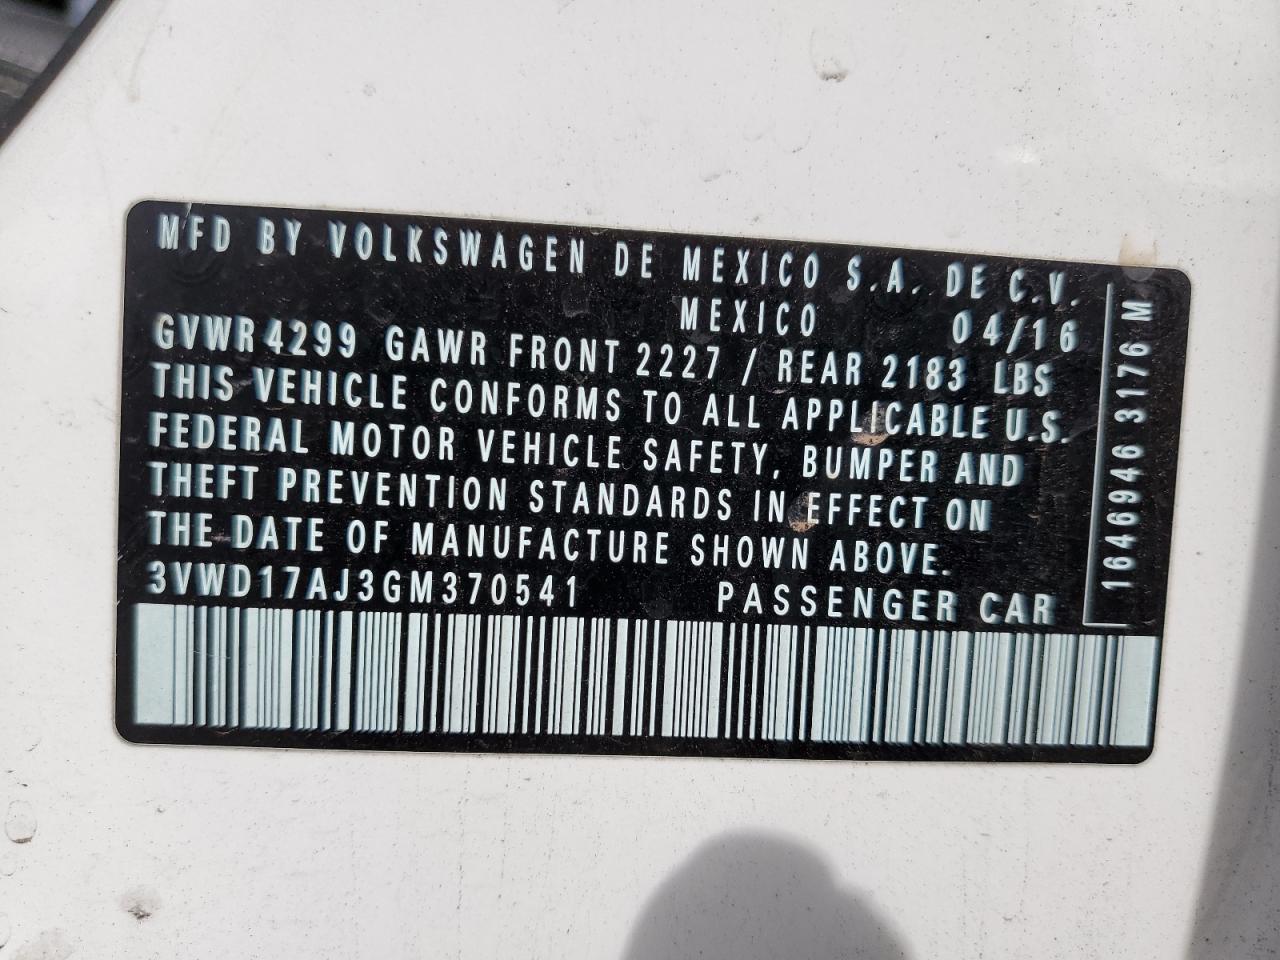 MFD BY VOLKSWAGEN DE MEXICO S.A. DE C.V.
MEXICO 04/16
GVWR 4299 GAWR FRONT 2227 / REAR 2183 LBS
THIS VEHICLE CONFORMS TO ALL APPLICABLE U.S.
FEDERAL MOTOR VEHICLE SAFETY, BUMPER AND
THEFT PREVENTION STANDARDS IN EFFECT ON
THE DATE OF MANUFACTURE SHOWN ABOVE.
3VWD17AJ3GM370541 PASSENGER CAR
1646946 3176 M